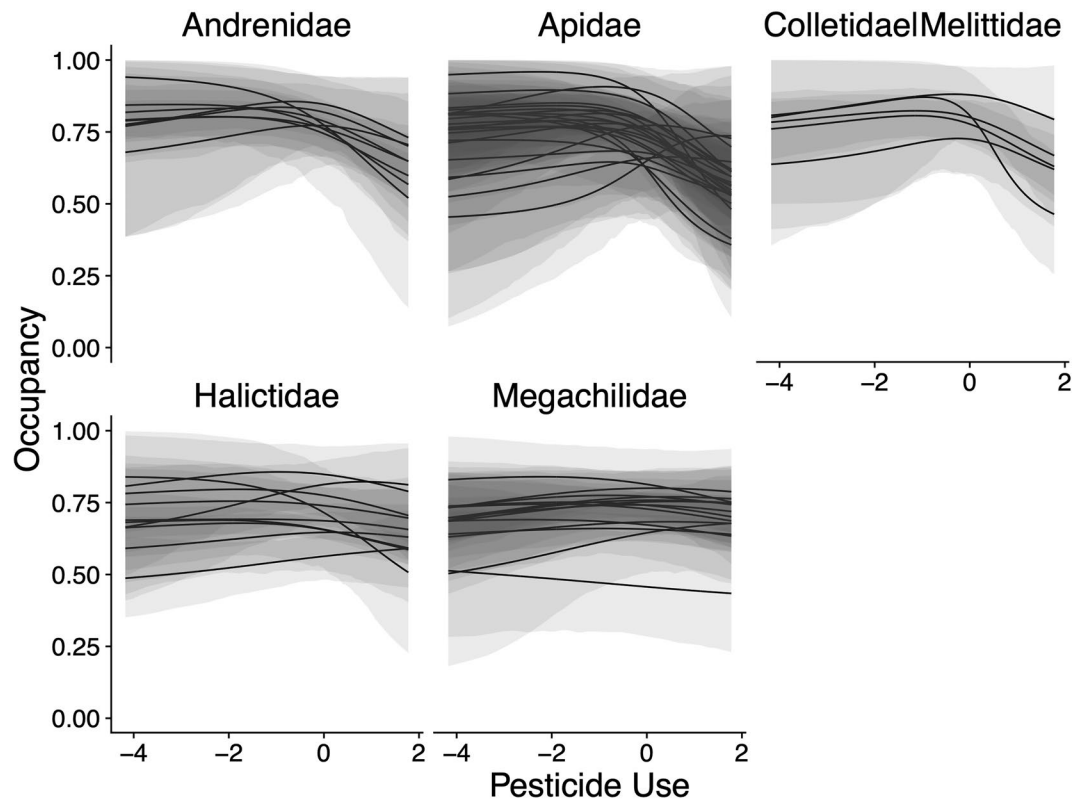 Andrenidae Apidae ColletidaelMelittidae
1.00
0.75
0.50
0.25
0.00
−4 −2 0 2
Occupancy
Halictidae Megachilidae
1.00
0.75
0.50
0.25
0.00
−4 −2 0 2 −4 −2 0 2
Pesticide Use